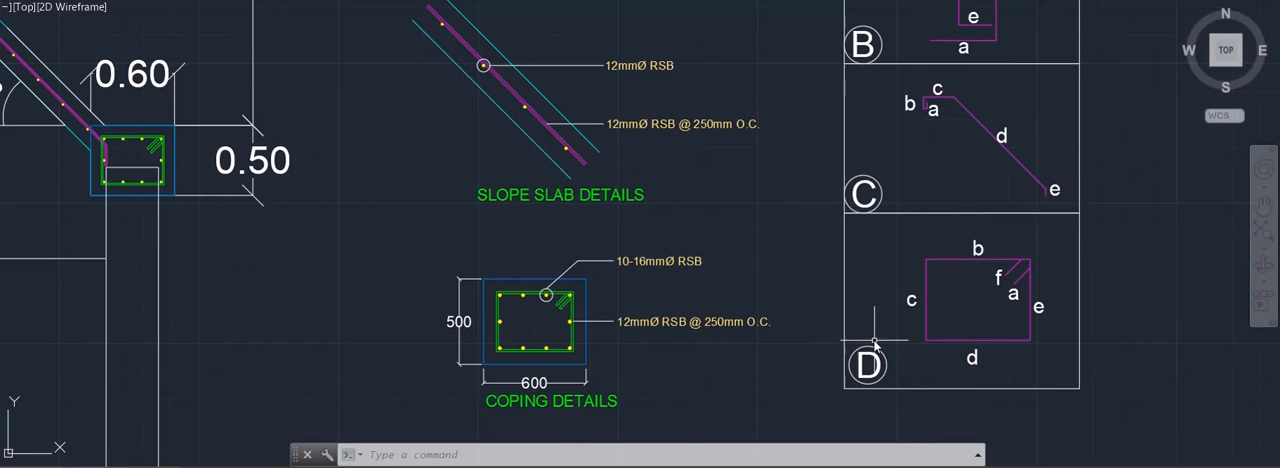 –][Top][2D Wireframe]
N
W
TOP
E
S
WCS
0.60
0.50
12mmØ RSB
12mmØ RSB @ 250mm O.C.
SLOPE SLAB DETAILS
10-16mmØ RSB
500
12mmØ RSB @ 250mm O.C.
600
COPING DETAILS
e
B
a
c
b
a
d
C
e
b
f
a
c
e
D
d
Y
X
Type a command